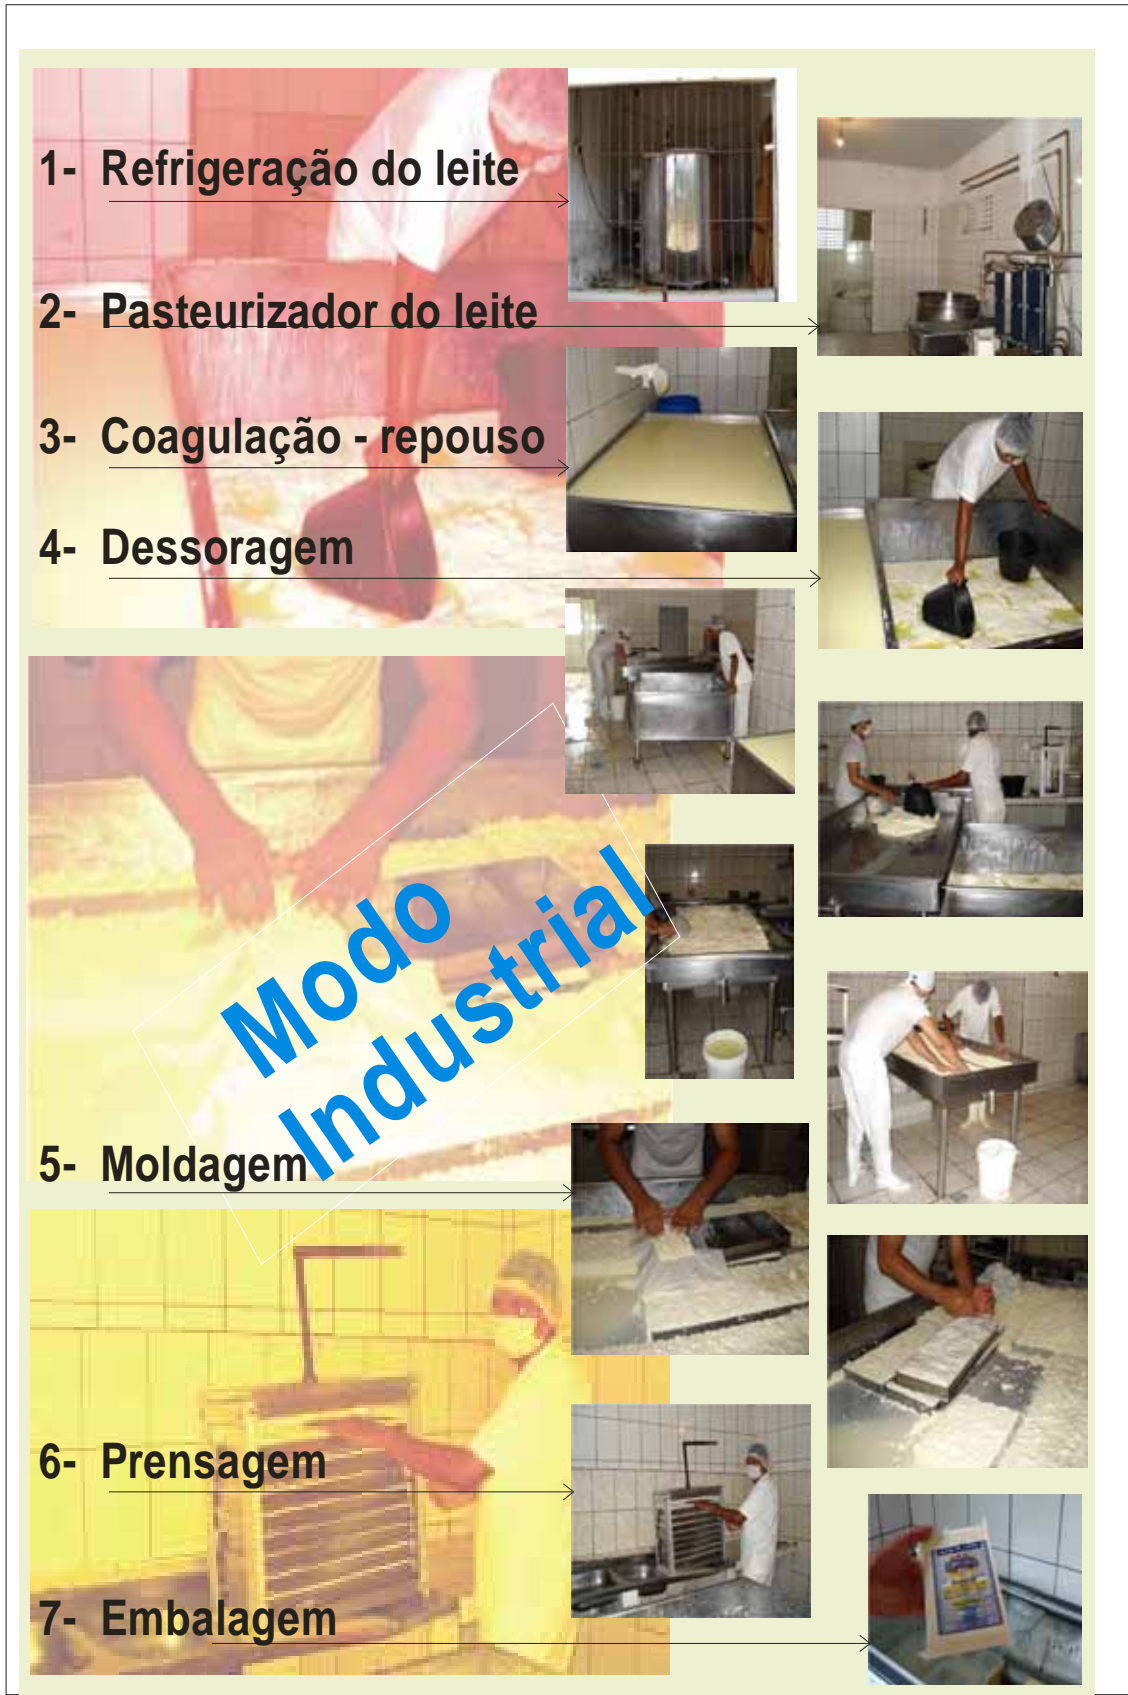 1- Refrigeração do leite
2- Pasteurizador do leite
3- Coagulação - repouso
4- Dessoragem
Modo
Industrial
5- Moldagem
6- Prensagem
7- Embalagem